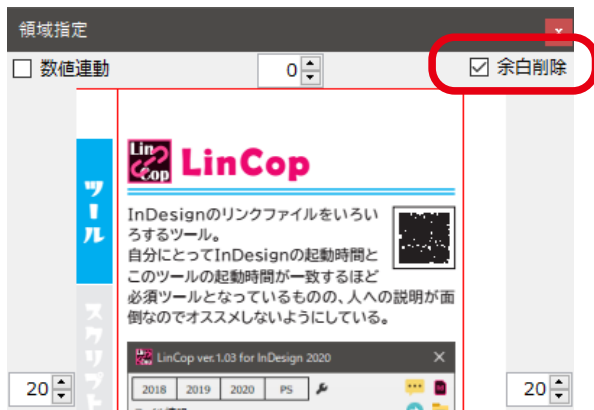 領域指定
数値連動
0
余白削除
LinCop
LinCop
ツール
InDesignのリンクファイルをいろい
ろするツール。
自分にとってInDesignの起動時間と
このツールの起動時間が一致するほど
必須ツールとなっているものの、人への説明が面
倒なのでオススメしないようにしている。
スクリプト
LinCop ver.1.03 for InDesign 2020
20
2018 2019 2020 PS
20